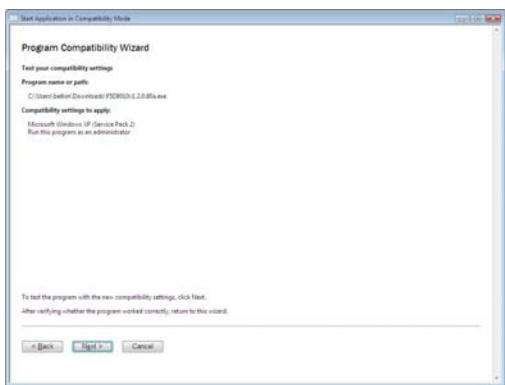 Start Application in Compatibility Mode
Program Compatibility Wizard
Test your compatibility settings
Program name or path:
Compatibility settings to apply:
Microsoft Windows XP (Service Pack 2)
Run this program as an administrator
To test the program with the new compatibility settings, click Next.
After verifying whether the program worked correctly, return to this wizard.
< Back
Next >
Cancel